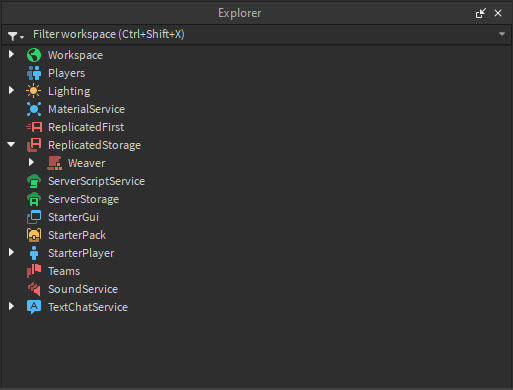 Explorer
Filter workspace (Ctrl+Shift+X)
Workspace
Players
Lighting
MaterialService
ReplicatedFirst
ReplicatedStorage
Weaver
ServerScriptService
ServerStorage
StarterGui
StarterPack
StarterPlayer
Teams
SoundService
TextChatService